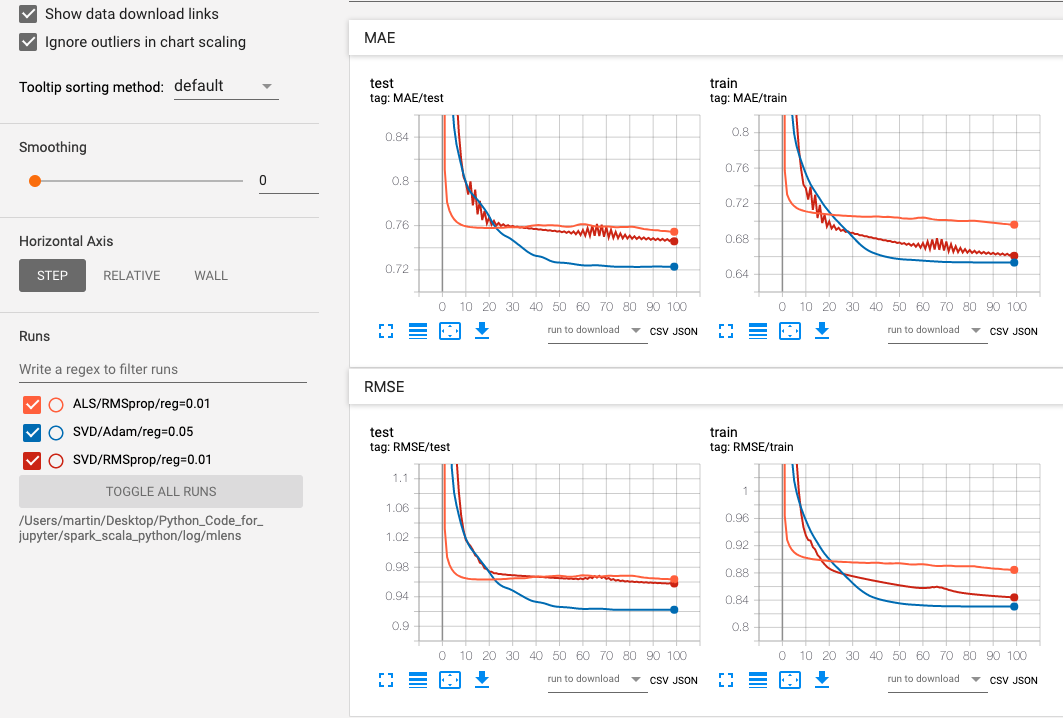 Show data download links
Ignore outliers in chart scaling
Tooltip sorting method: default
Smoothing
0
Horizontal Axis
STEP RELATIVE WALL
Runs
Write a regex to filter runs
ALS/RMSprop/reg=0.01
SVD/Adam/reg=0.05
SVD/RMSprop/reg=0.01
TOGGLE ALL RUNS
/Users/martin/Desktop/Python_Code_for_
jupyter/spark_scala_python/log/mlens
MAE
test
tag: MAE/test
0.84
0.8
0.76
0.72
0 10 20 30 40 50 60 70 80 90 100
run to download CSV JSON
train
tag: MAE/train
0.8
0.76
0.72
0.68
0.64
0 10 20 30 40 50 60 70 80 90 100
run to download CSV JSON
RMSE
test
tag: RMSE/test
1.1
1.06
1.02
0.98
0.94
0.9
0 10 20 30 40 50 60 70 80 90 100
run to download CSV JSON
train
tag: RMSE/train
1
0.96
0.92
0.88
0.84
0.8
0 10 20 30 40 50 60 70 80 90 100
run to download CSV JSON